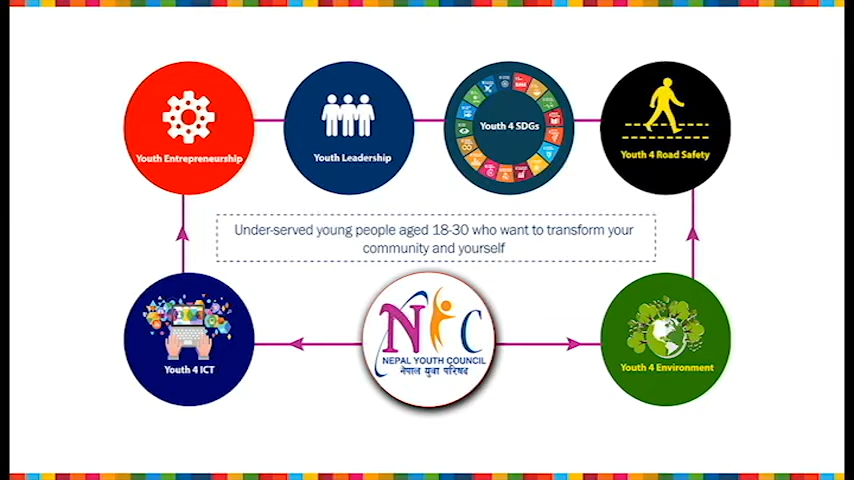 Youth Entrepreneurship
Youth Leadership
Youth 4 SDGs
Youth 4 Road Safety
Under-served young people aged 18-30 who want to transform your
community and yourself
Youth 4 ICT
NYC
NEPAL YOUTH COUNCIL
नेपाल युवा परिषद
Youth 4 Environment